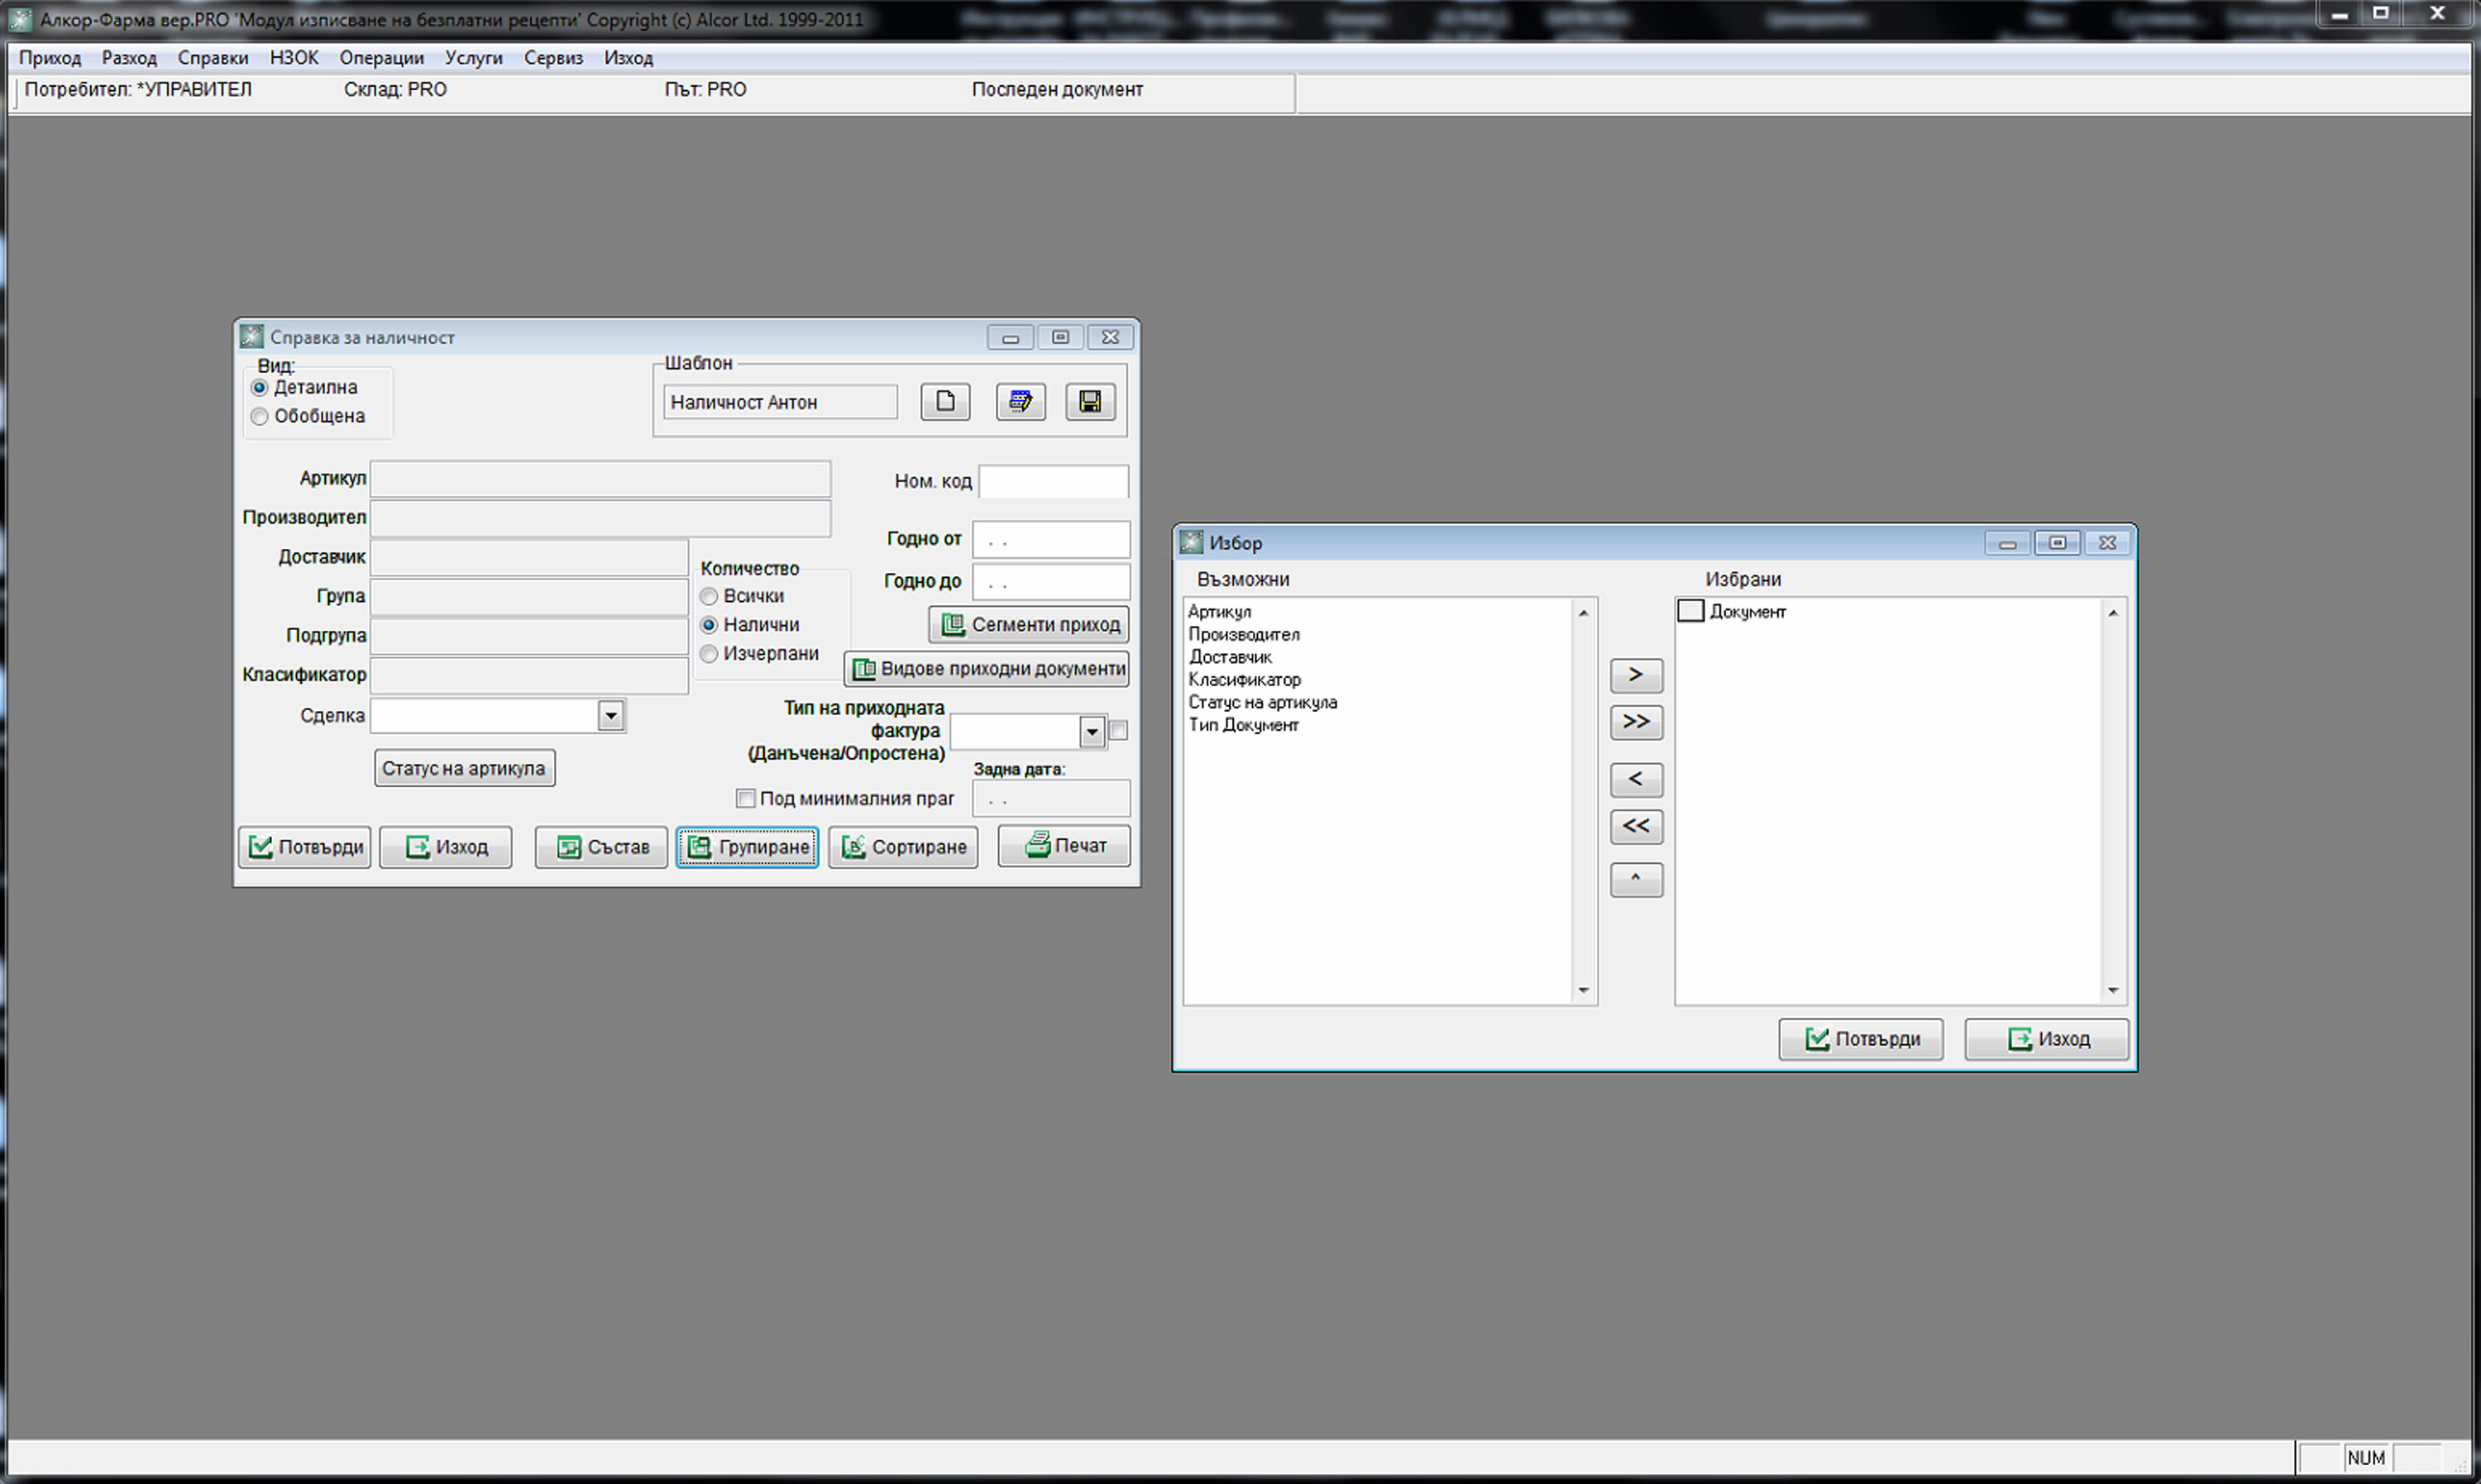 Алкор-Фарма вер.PRO 'Модул изписване на безплатни рецепти' Copyright (c) Alcor Ltd. 1999-2011
Приход Разход Справки НЗОК Операции Услуги Сервиз Изход
Потребител: *УПРАВИТЕЛ Склад: PRO Път: PRO Последен документ
Справка за наличност
Вид:
Детаилна
Обобщена
Шаблон
Наличност Антон
Артикул
Производител
Доставчик
Група
Подгрупа
Класификатор
Сделка
Статус на артикула
Количество
Всички
Налични
Изчерпани
Ном. код
Годно от . .
Годно до . .
Сегменти приход
Видове приходни документи
Тип на приходната
фактура
(Данъчена/Опростена)
Задна дата:
Под минималния праг . .
Потвърди Изход Състав Групиране Сортиране Печат
Избор
Възможни Избрани
Артикул
Производител
Доставчик
Класификатор
Статус на артикула
Тип Документ
>
>>
<
<<
^
Документ
Потвърди Изход
NUM